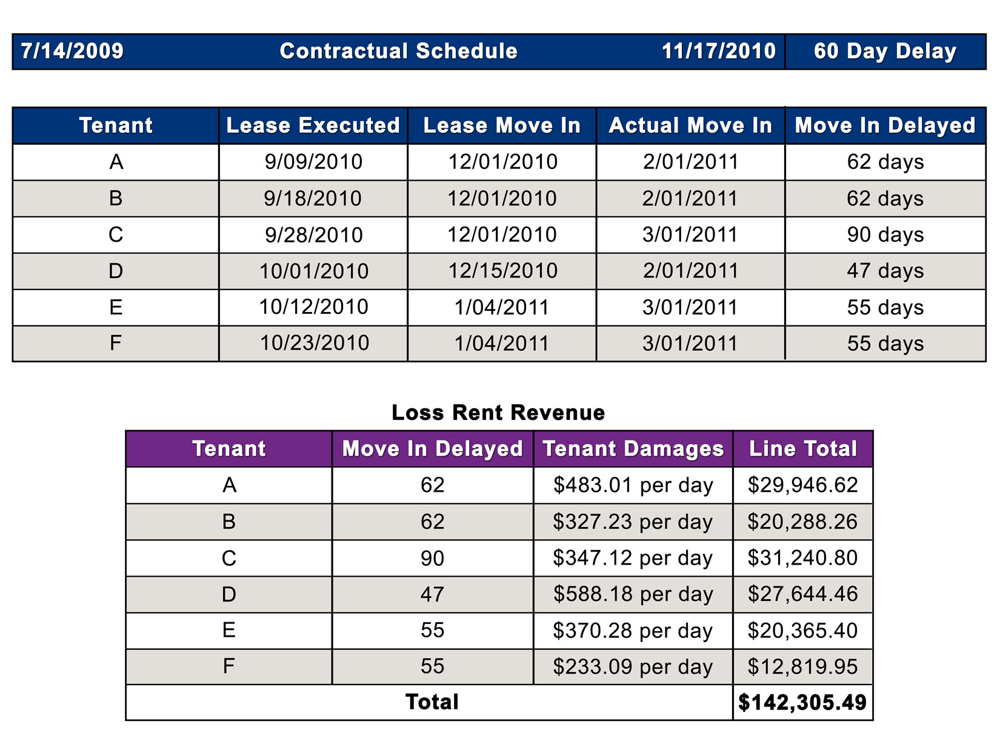 7/14/2009 Contractual Schedule 11/17/2010 60 Day Delay
Tenant Lease Executed Lease Move In Actual Move In Move In Delayed
A 9/09/2010 12/01/2010 2/01/2011 62 days
B 9/18/2010 12/01/2010 2/01/2011 62 days
C 9/28/2010 12/01/2010 3/01/2011 90 days
D 10/01/2010 12/15/2010 2/01/2011 47 days
E 10/12/2010 1/04/2011 3/01/2011 55 days
F 10/23/2010 1/04/2011 3/01/2011 55 days
Loss Rent Revenue
Tenant Move In Delayed Tenant Damages Line Total
A 62 $483.01 per day $29,946.62
B 62 $327.23 per day $20,288.26
C 90 $347.12 per day $31,240.80
D 47 $588.18 per day $27,644.46
E 55 $370.28 per day $20,365.40
F 55 $233.09 per day $12,819.95
Total $142,305.49